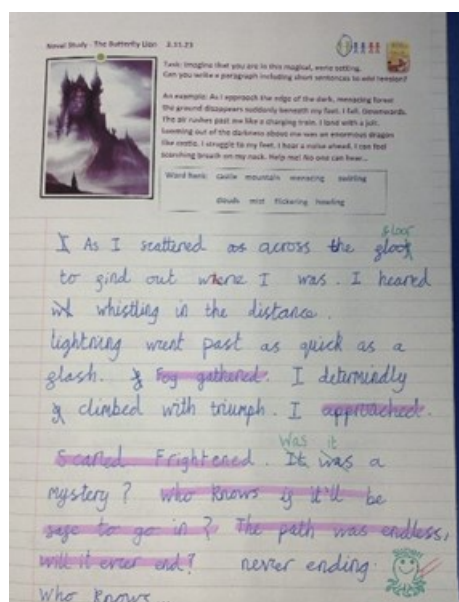 Novel Study - The Butterfly Lion 2.11.23
Task: Imagine that you are in this magical, eerie setting.
Can you write a paragraph including short sentences to add tension?
An example: As I approach the edge of the dark, menacing forest
the ground disappears suddenly beneath my feet. I fall. Downwards.
The air rushes past me like a charging train. I land with a jolt.
Looming out of the darkness above me was an enormous dragon
like castle. I struggle to my feet. I hear a noise ahead. I can feel
scorching breath on my neck. Help me! No one can hear...
Word Bank: castle mountain menacing swirling
clouds mist flickering howling
floor
I As I scattered as across the floor
to find out where I was. I heared
whistling in the distance.
lightning went past as quick as a
flash. Fog gathered. I determindly
climbed with triumph. I approached.
Was it
Scared. Frightened. It was a
mystery? Who knows if it'll be
safe to go in? The path was endless,
will it ever end? never ending.
Who knows